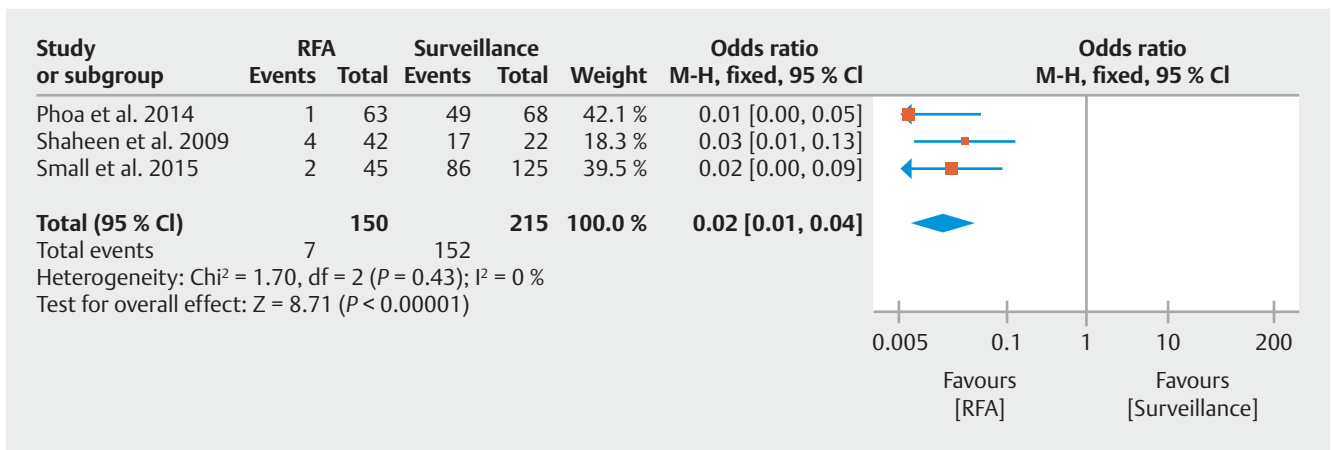 Study RFA Surveillance Odds ratio Odds ratio
or subgroup Events Total Events Total Weight M-H, fixed, 95 % CI M-H, fixed, 95 % CI
Phoa et al. 2014 1 63 49 68 42.1 % 0.01 [0.00, 0.05]
Shaheen et al. 2009 4 42 17 22 18.3 % 0.03 [0.01, 0.13]
Small et al. 2015 2 45 86 125 39.5 % 0.02 [0.00, 0.09]
Total (95 % CI) 150 215 100.0 % 0.02 [0.01, 0.04]
Total events 7 152
Heterogeneity: Chi² = 1.70, df = 2 (P = 0.43); I² = 0 %
Test for overall effect: Z = 8.71 (P < 0.00001)
0.005 0.1 1 10 200
Favours Favours
[RFA] [Surveillance]